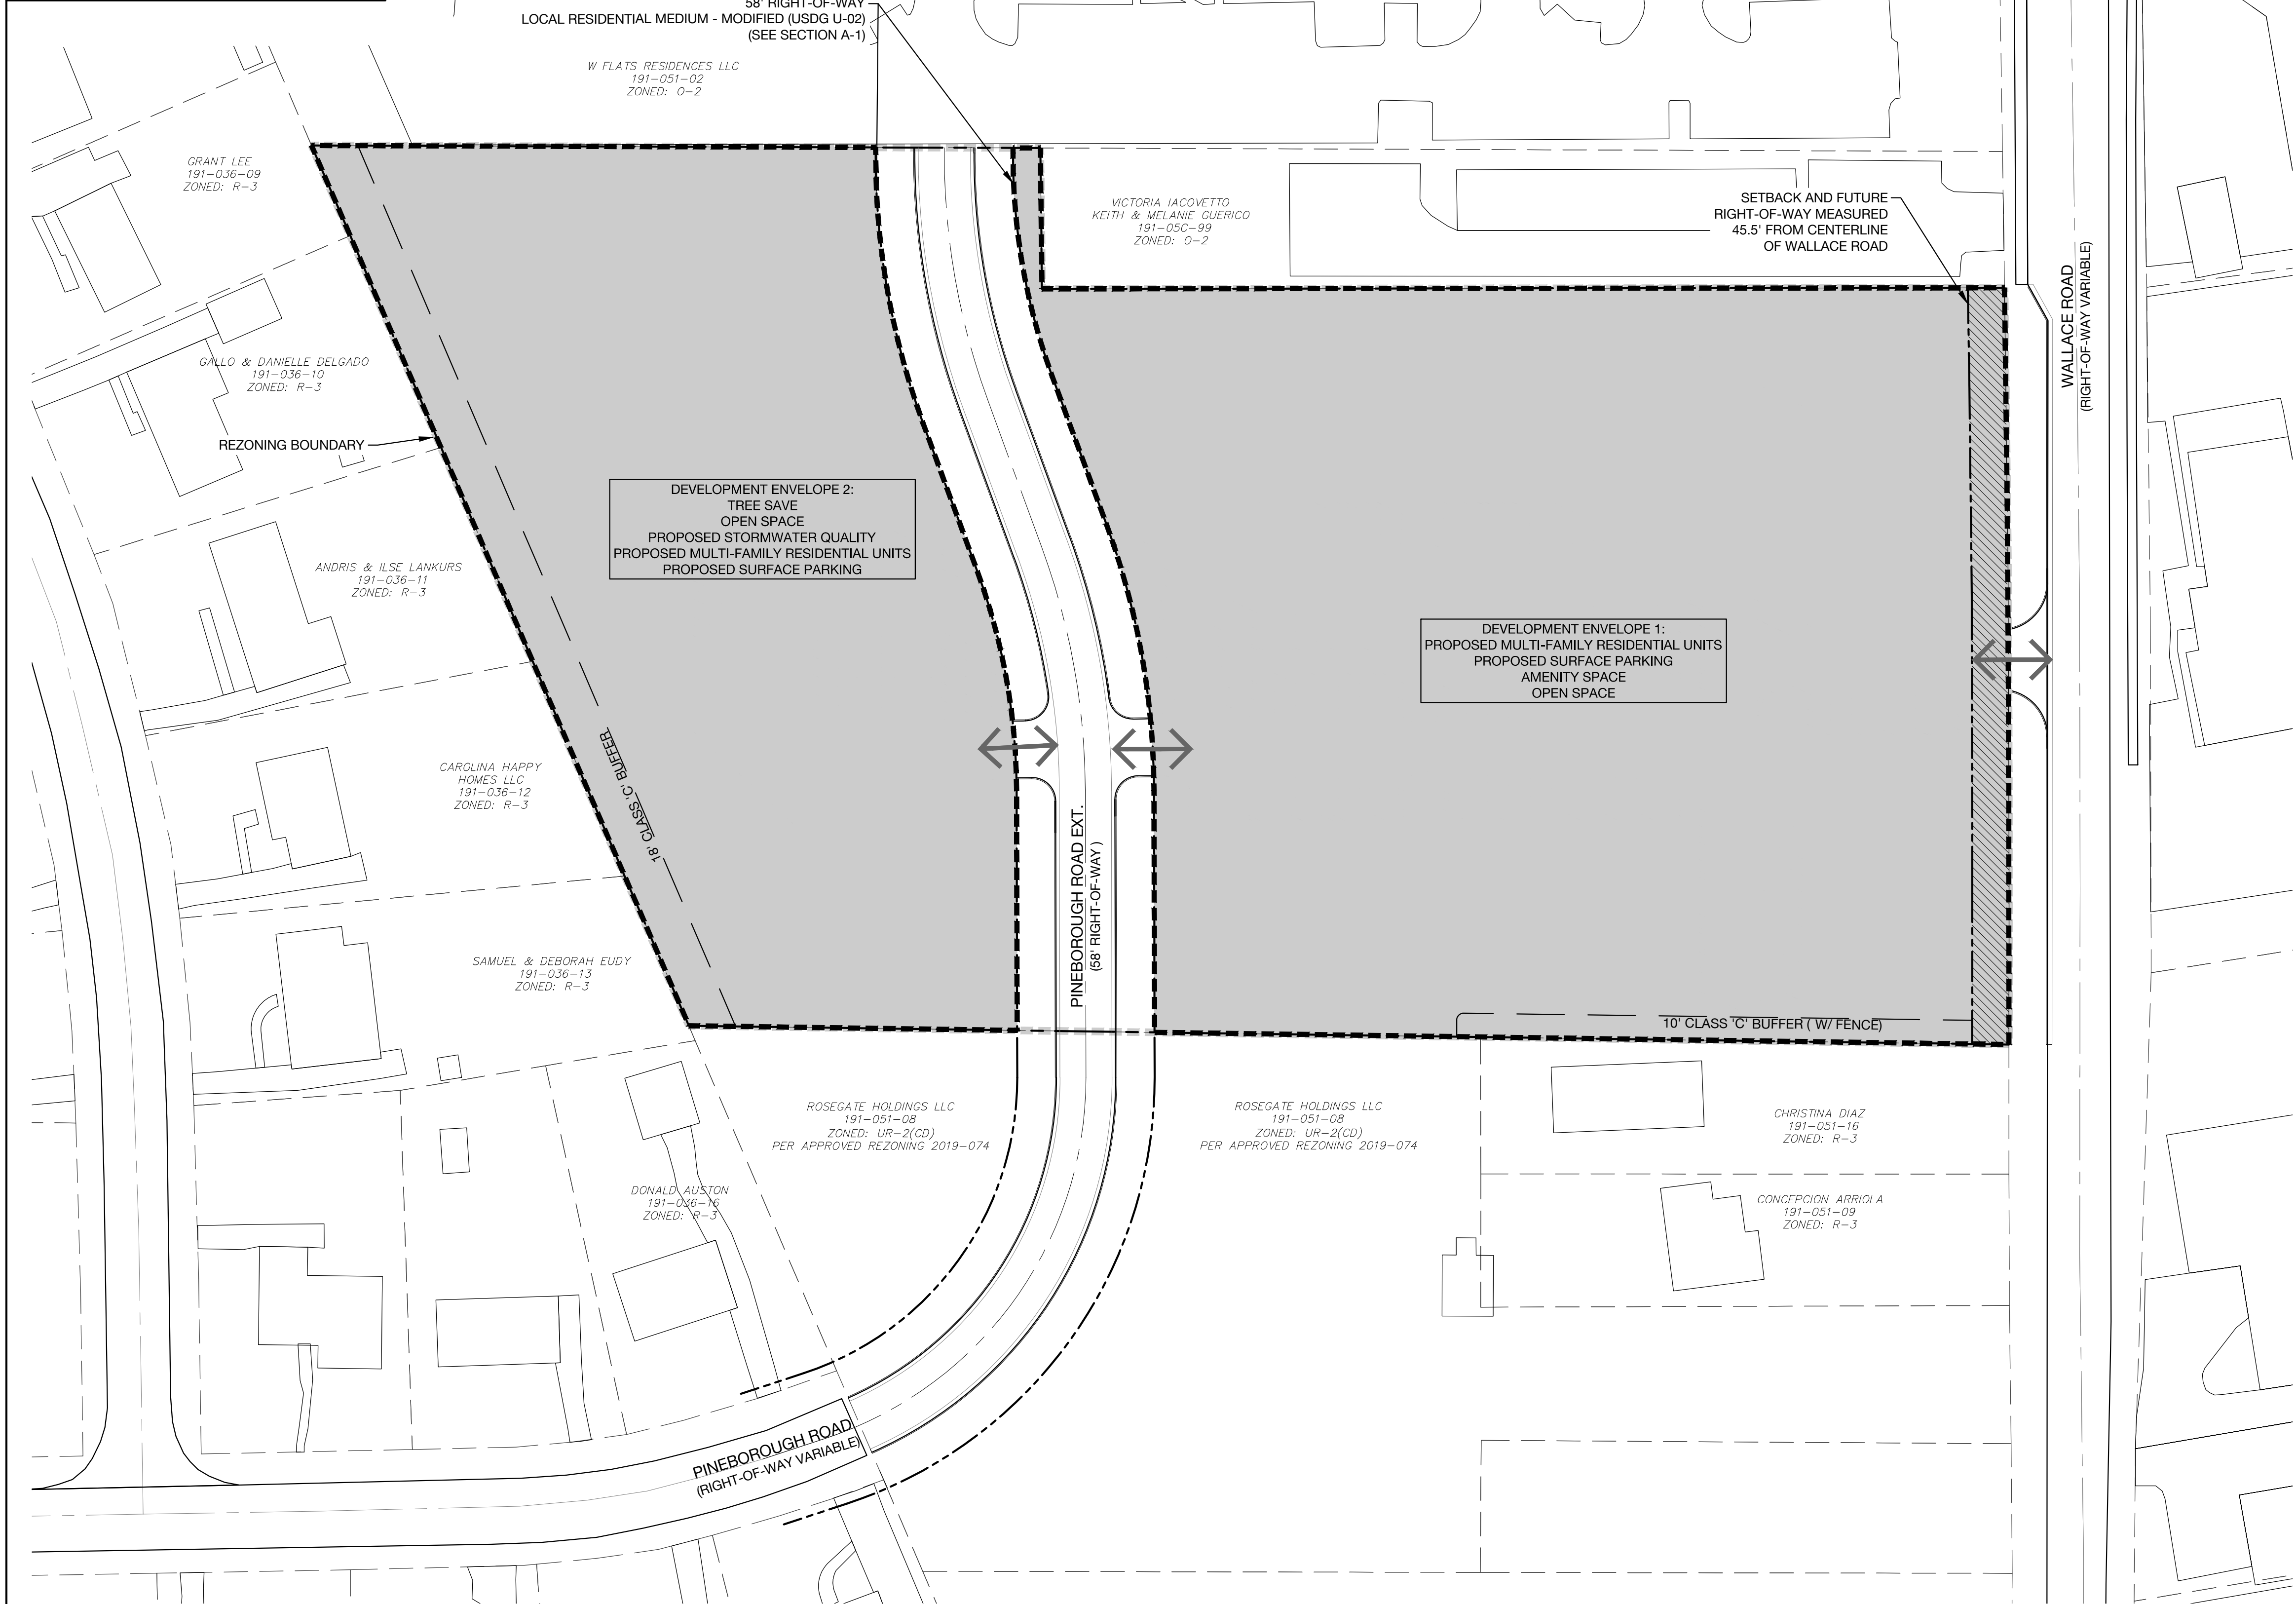 58' RIGHT-OF-WAY
LOCAL RESIDENTIAL MEDIUM - MODIFIED (USDG U-02)
(SEE SECTION A-1)
W FLATS RESIDENCES LLC
191-051-02
ZONED: O-2
GRANT LEE
191-036-09
ZONED: R-3
VICTORIA IACOVETTO
KEITH & MELANIE GUERICO
191-05C-99
ZONED: O-2
SETBACK AND FUTURE
RIGHT-OF-WAY MEASURED
45.5' FROM CENTERLINE
OF WALLACE ROAD
WALLACE ROAD
(RIGHT-OF-WAY VARIABLE)
GALLO & DANIELLE DELGADO
191-036-10
ZONED: R-3
REZONING BOUNDARY
DEVELOPMENT ENVELOPE 2:
TREE SAVE
OPEN SPACE
PROPOSED STORMWATER QUALITY
PROPOSED MULTI-FAMILY RESIDENTIAL UNITS
PROPOSED SURFACE PARKING
ANDRIS & ILSE LANKURS
191-036-11
ZONED: R-3
DEVELOPMENT ENVELOPE 1:
PROPOSED MULTI-FAMILY RESIDENTIAL UNITS
PROPOSED SURFACE PARKING
AMENITY SPACE
OPEN SPACE
CAROLINA HAPPY
HOMES LLC
191-036-12
ZONED: R-3
18' CLASS 'C' BUFFER
PINEBOROUGH ROAD EXT.
(58' RIGHT-OF-WAY )
SAMUEL & DEBORAH EUDY
191-036-13
ZONED: R-3
10' CLASS 'C' BUFFER ( W/ FENCE)
ROSEGATE HOLDINGS LLC
191-051-08
ZONED: UR-2(CD)
PER APPROVED REZONING 2019-074
ROSEGATE HOLDINGS LLC
191-051-08
ZONED: UR-2(CD)
PER APPROVED REZONING 2019-074
CHRISTINA DIAZ
191-051-16
ZONED: R-3
DONALD AUSTON
191-036-16
ZONED: R-3
CONCEPCION ARRIOLA
191-051-09
ZONED: R-3
PINEBOROUGH ROAD
(RIGHT-OF-WAY VARIABLE)